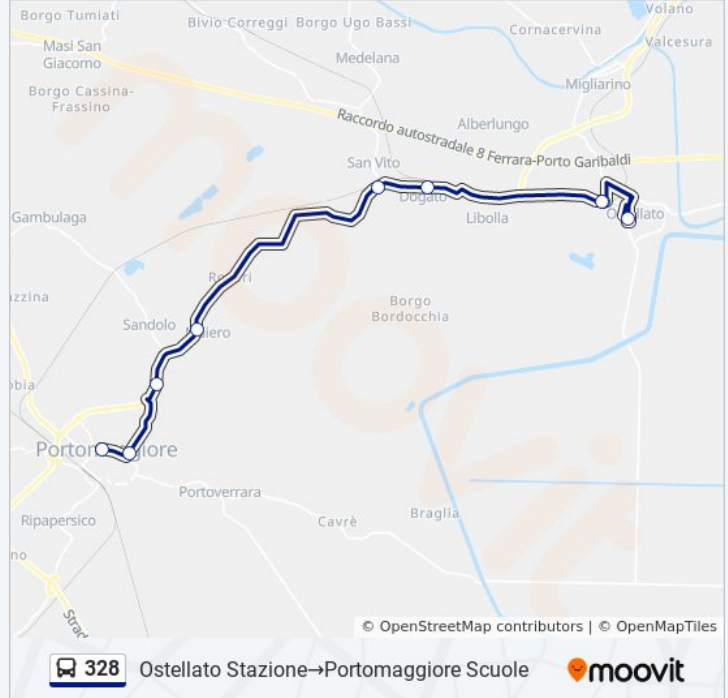 Borgo Tumiati
Bivio Correggi
Borgo Ugo Bassi
Volano
Cornacervina
Valcesura
Masi San
Giacomo
Medelana
Migliarino
Borgo Cassina-
Frassino
Raccordo autostradale 8 Ferrara-Porto Garibaldi
Alberlungo
San Vito
Dogato
Gambulaga
Libolla
Borgo
Bordocchia
Sandolo
Portomaggiore
Portoverrara
Braglia
Cavrè
Ripapersico
© OpenStreetMap contributors | © OpenMapTiles
328 Ostellato Stazione→Portomaggiore Scuole
moovit
moovit